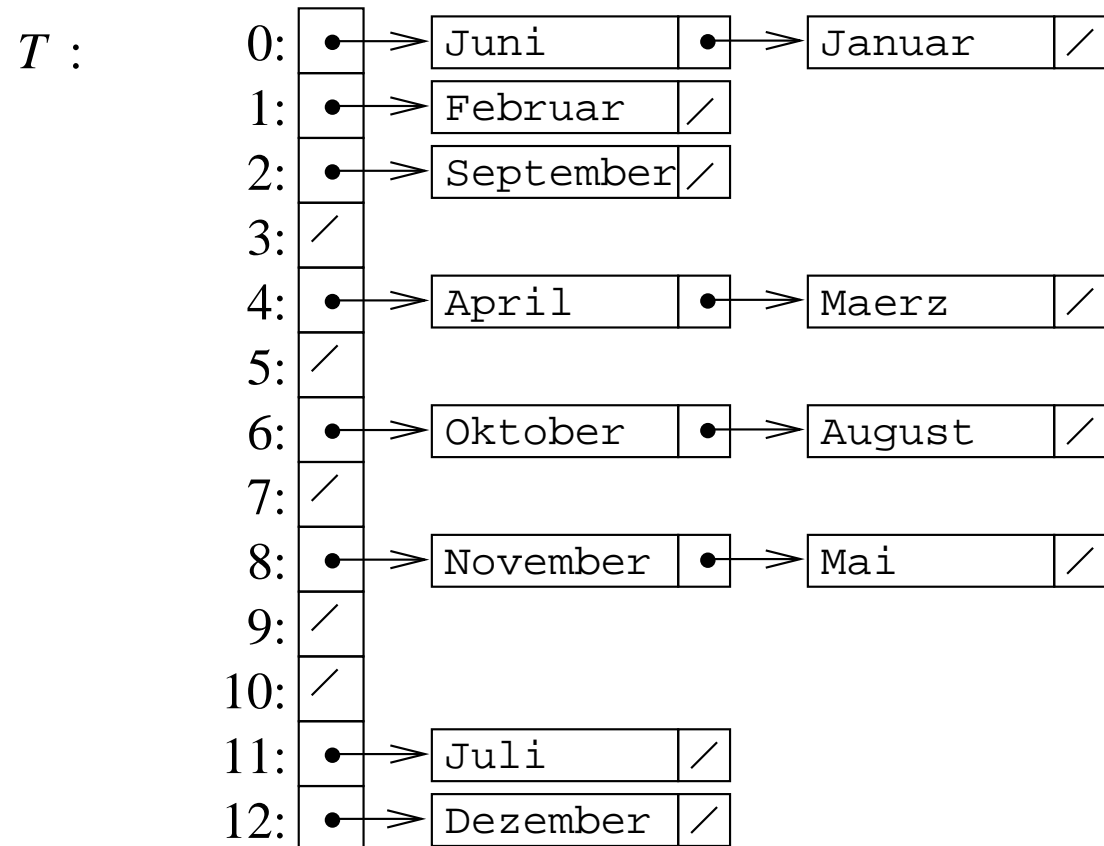 T : 0: Juni Januar
1: Februar
2: September
3:
4: April Maerz
5:
6: Oktober August
7:
8: November Mai
9:
10:
11: Juli
12: Dezember